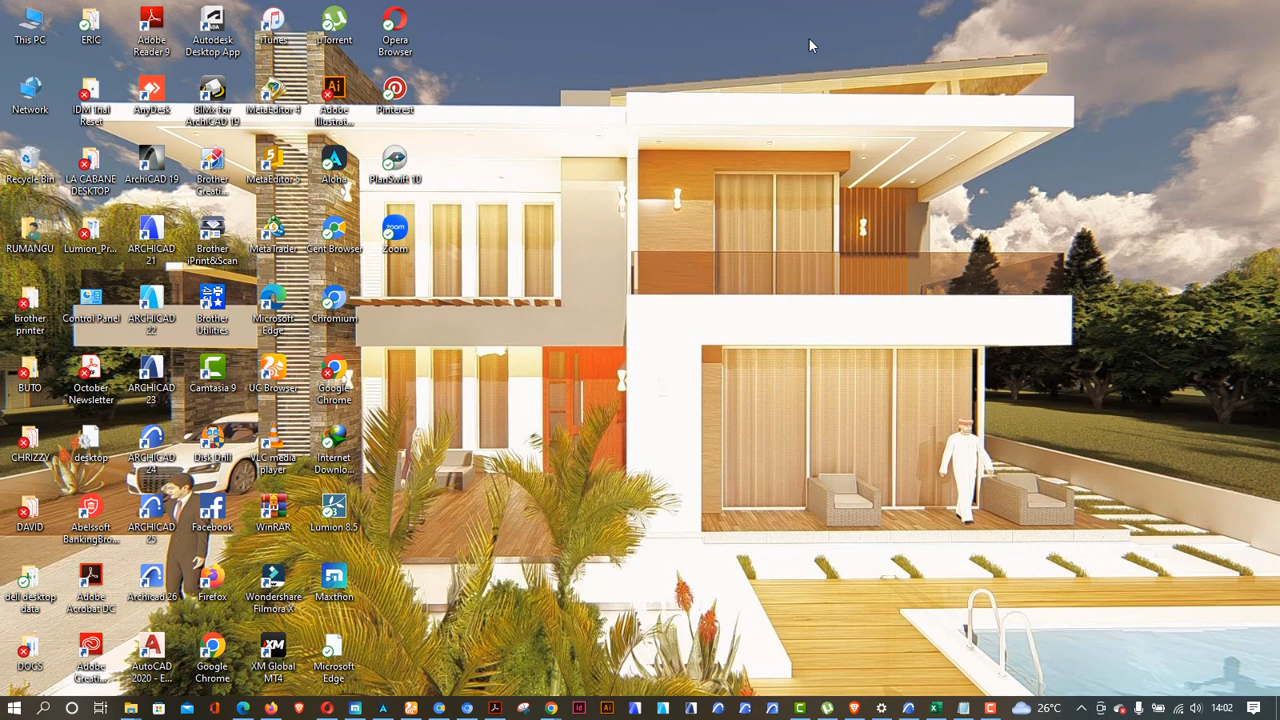 This PC
ERIC
Adobe
Reader 9
Autodesk
Desktop App
iTunes
µTorrent
Opera
Browser
Network
IDM Trial
Reset
AnyDesk
BIMx for
ArchiCAD 19
MetaEditor 4
Adobe
Illustrat...
Pinterest
Recycle Bin
LA CABANE
DESKTOP
ArchiCAD 19
Brother
Creati...
MetaEditor 5
Aloha
PlanSwift 10
RUMANGU
Lumion_Pr...
ARCHICAD
21
Brother
iPrint&Scan
MetaTrader
Cent Browser
zoom
Zoom
brother
printer
Control Panel
ARCHICAD
22
Brother
Utilities
Microsoft
Edge
Chromium
BUTO
October
Newsletter
ARCHICAD
23
Camtasia 9
UC Browser
Google
Chrome
CHRIZZY
desktop
ARCHICAD
24
Disk Drill
VLC media
player
Internet
Downlo...
DAVID
Abelssoft
BankingBro...
ARCHICAD
25
Facebook
WinRAR
Lumion 8.5
dell desktop
data
Adobe
Acrobat DC
Archicad 26
Firefox
Wondershare
Filmora X
Maxthon
DOCS
Adobe
Creati...
AutoCAD
2020 - E...
Google
Chrome
XM Global
MT4
Microsoft
Edge
26°C
14:02